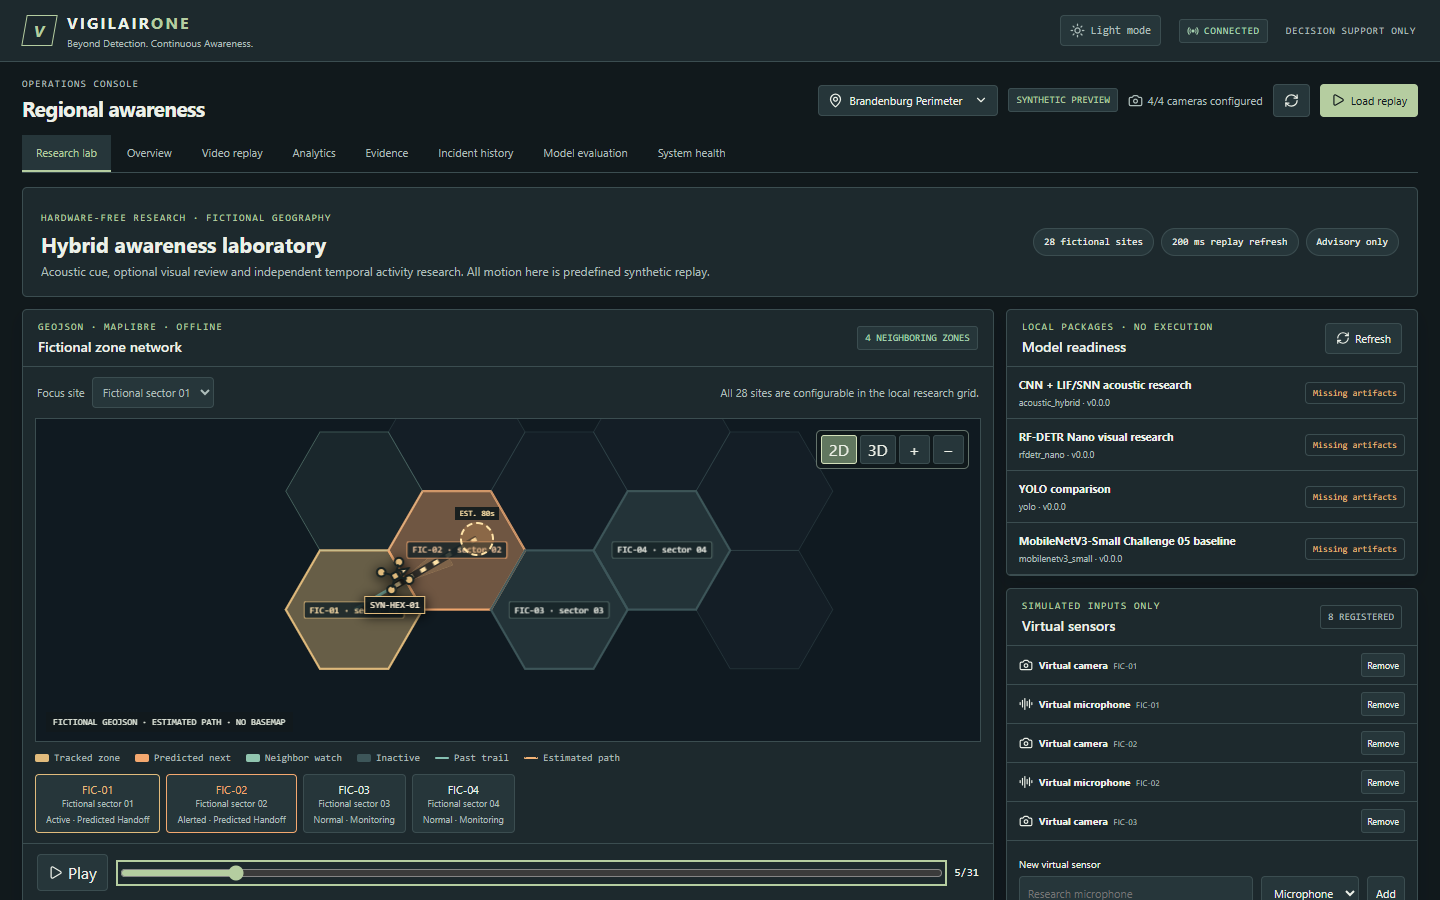 V
VIGILAIRONE
Beyond Detection. Continuous Awareness.
Light mode
CONNECTED
DECISION SUPPORT ONLY
OPERATIONS CONSOLE
Regional awareness
Brandenburg Perimeter
SYNTHETIC PREVIEW
4/4 cameras configured
Load replay
Research lab
Overview
Video replay
Analytics
Evidence
Incident history
Model evaluation
System health
HARDWARE-FREE RESEARCH · FICTIONAL GEOGRAPHY
Hybrid awareness laboratory
Acoustic cue, optional visual review and independent temporal activity research. All motion here is predefined synthetic replay.
28 fictional sites
200 ms replay refresh
Advisory only
GEOJSON · MAPLIBRE · OFFLINE
Fictional zone network
4 NEIGHBORING ZONES
Focus site
Fictional sector 01
All 28 sites are configurable in the local research grid.
2D
3D
+
−
EST. 80s
FIC-02 · sector 02
FIC-04 · sector 04
FIC-01 · se
SYN-HEX-01
FIC-03 · sector 03
FICTIONAL GEOJSON · ESTIMATED PATH · NO BASEMAP
Tracked zone
Predicted next
Neighbor watch
Inactive
Past trail
Estimated path
FIC-01
Fictional sector 01
Active · Predicted Handoff
FIC-02
Fictional sector 02
Alerted · Predicted Handoff
FIC-03
Fictional sector 03
Normal · Monitoring
FIC-04
Fictional sector 04
Normal · Monitoring
Play
5/31
LOCAL PACKAGES · NO EXECUTION
Model readiness
Refresh
CNN + LIF/SNN acoustic research
acoustic_hybrid · v0.0.0
Missing artifacts
RF-DETR Nano visual research
rfdetr_nano · v0.0.0
Missing artifacts
YOLO comparison
yolo · v0.0.0
Missing artifacts
MobileNetV3-Small Challenge 05 baseline
mobilenetv3_small · v0.0.0
Missing artifacts
SIMULATED INPUTS ONLY
Virtual sensors
8 REGISTERED
Virtual camera FIC-01
Remove
Virtual microphone FIC-01
Remove
Virtual camera FIC-02
Remove
Virtual microphone FIC-02
Remove
Virtual camera FIC-03
Remove
New virtual sensor
Research microphone
Microphone
Add